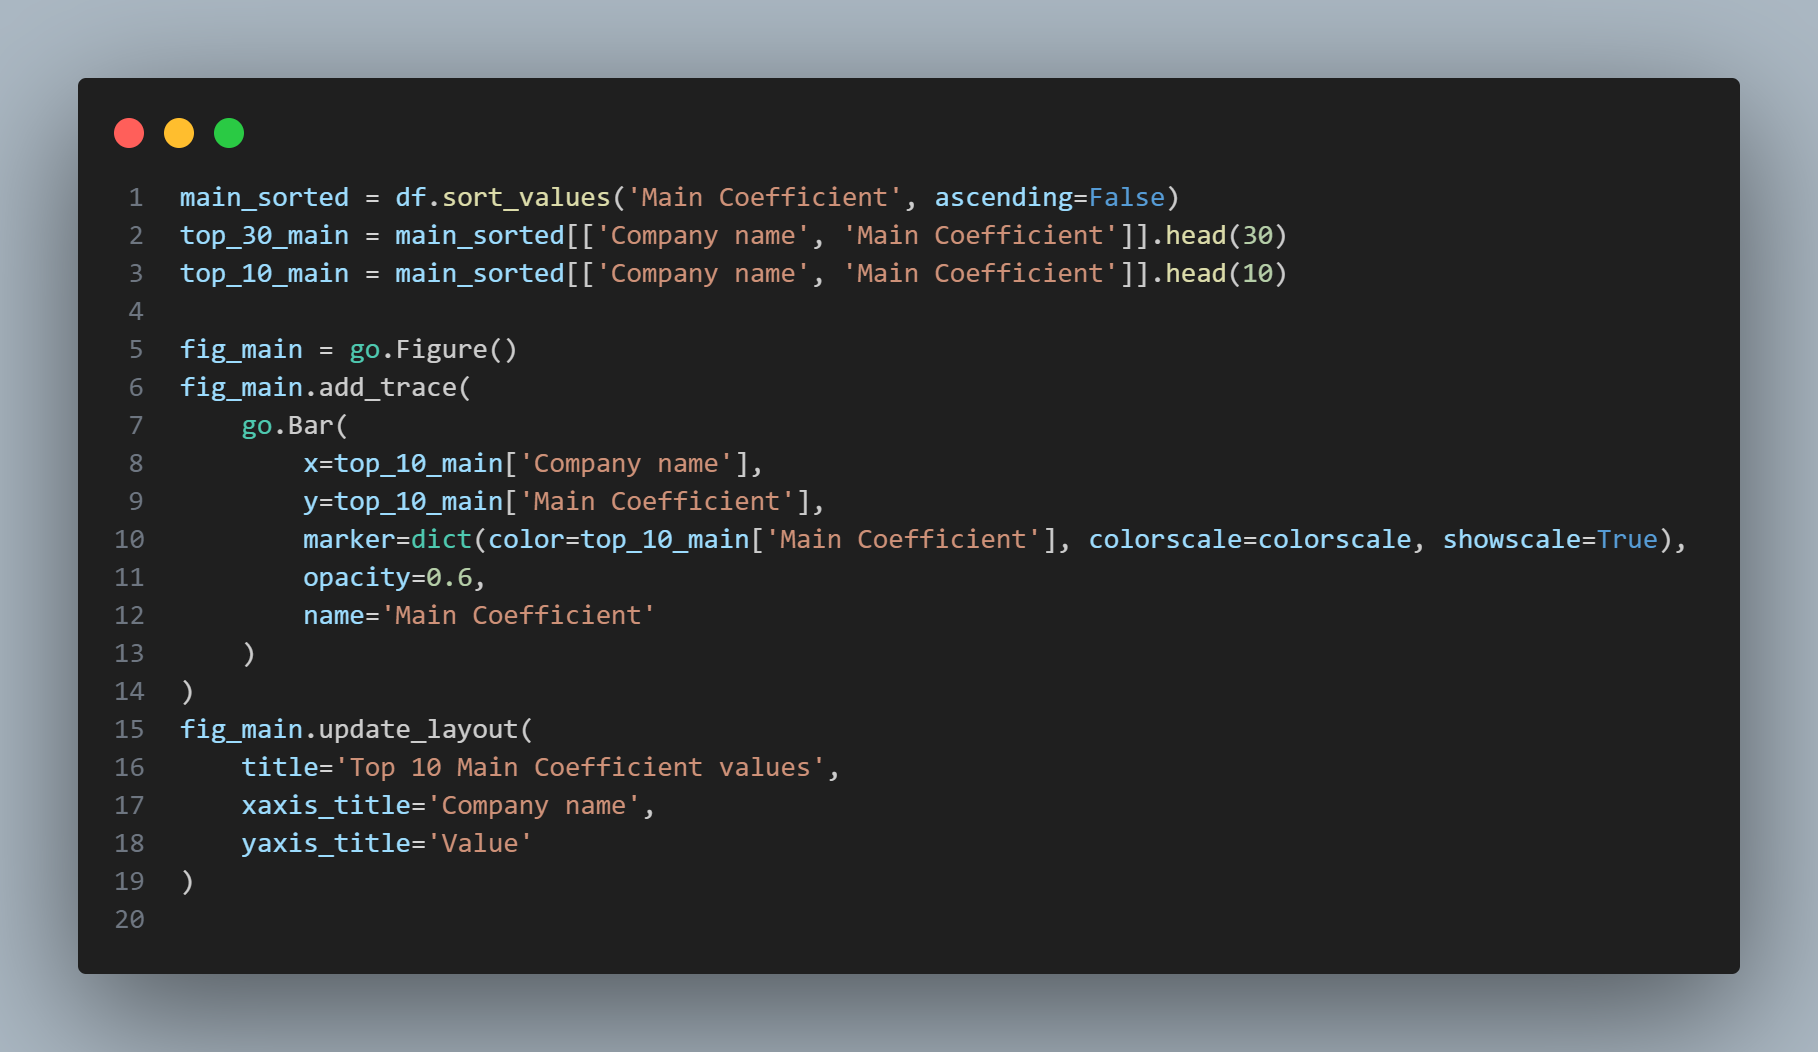 1 main_sorted = df.sort_values('Main Coefficient', ascending=False)
2 top_30_main = main_sorted[['Company name', 'Main Coefficient']].head(30)
3 top_10_main = main_sorted[['Company name', 'Main Coefficient']].head(10)
4
5 fig_main = go.Figure()
6 fig_main.add_trace(
7     go.Bar(
8         x=top_10_main['Company name'],
9         y=top_10_main['Main Coefficient'],
10         marker=dict(color=top_10_main['Main Coefficient'], colorscale=colorscale, showscale=True),
11         opacity=0.6,
12         name='Main Coefficient'
13     )
14 )
15 fig_main.update_layout(
16     title='Top 10 Main Coefficient values',
17     xaxis_title='Company name',
18     yaxis_title='Value'
19 )
20